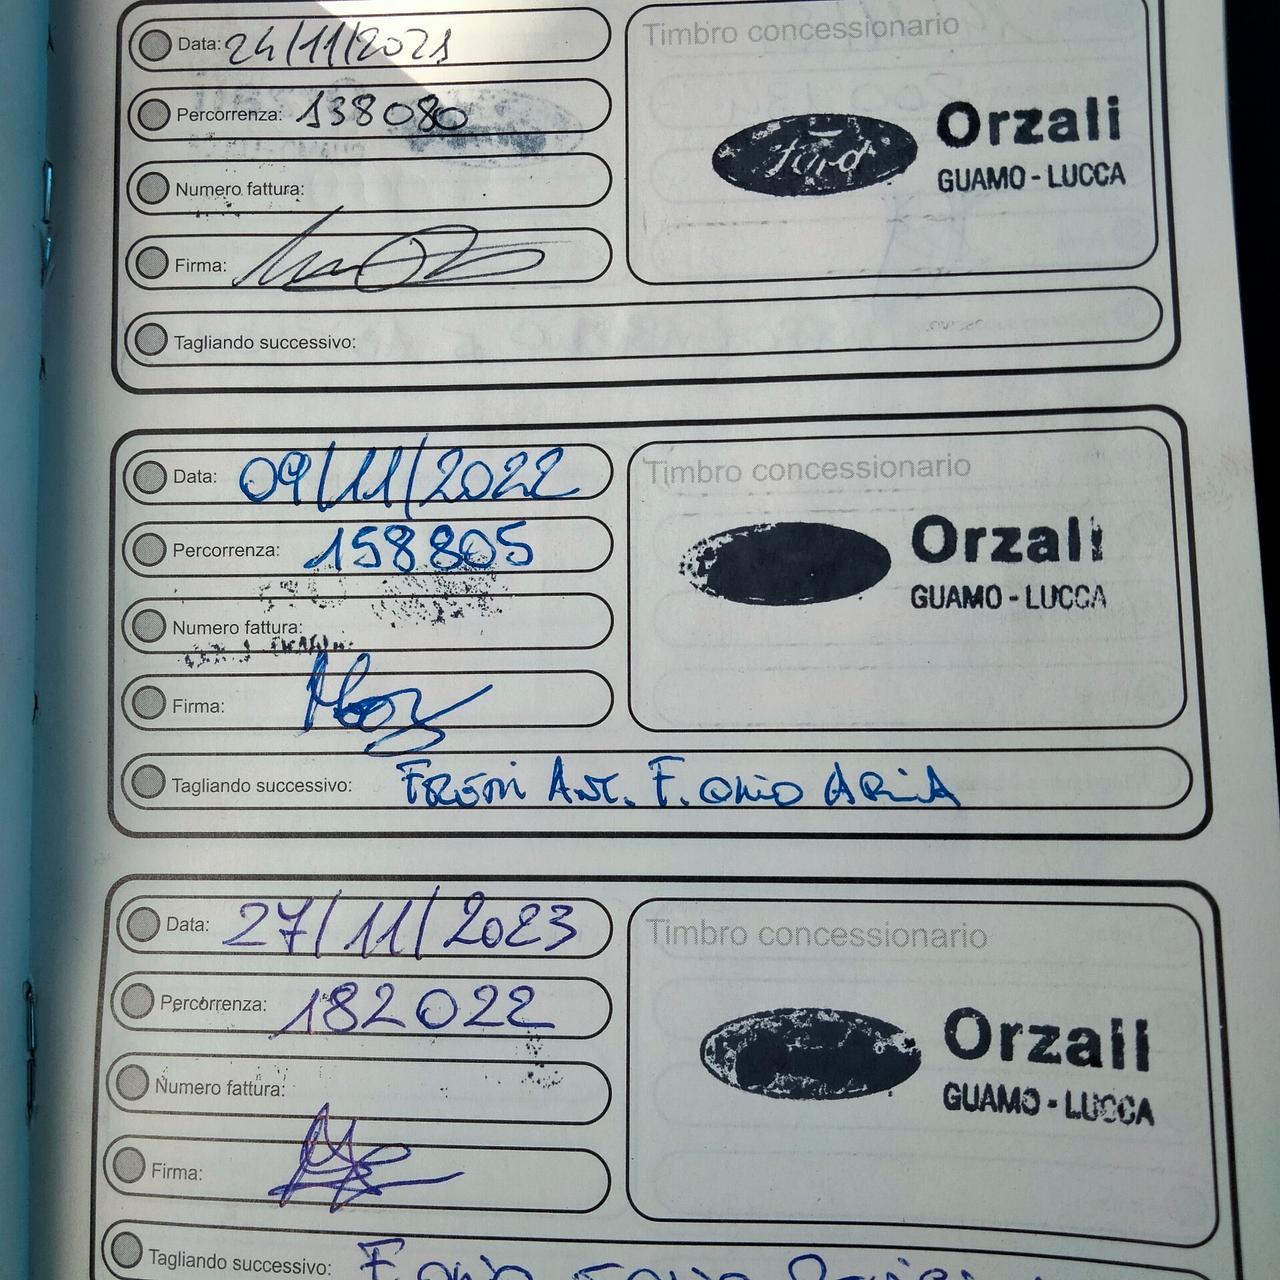 Data: 24/11/2021
Timbro concessionario
Percorrenza: 138080
Ford
Orzali
GUAMO - LUCCA
Numero fattura:
Firma:
Tagliando successivo:
Data: 09/11/2022
Timbro concessionario
Percorrenza: 158805
Orzali
GUAMO - LUCCA
Numero fattura:
Firma:
Tagliando successivo: FRENI ANT. F. OLIO ARIA
Data: 27/11/2023
Timbro concessionario
Percorrenza: 182022
Orzali
GUAMO - LUCCA
Numero fattura:
Firma:
Tagliando successivo: